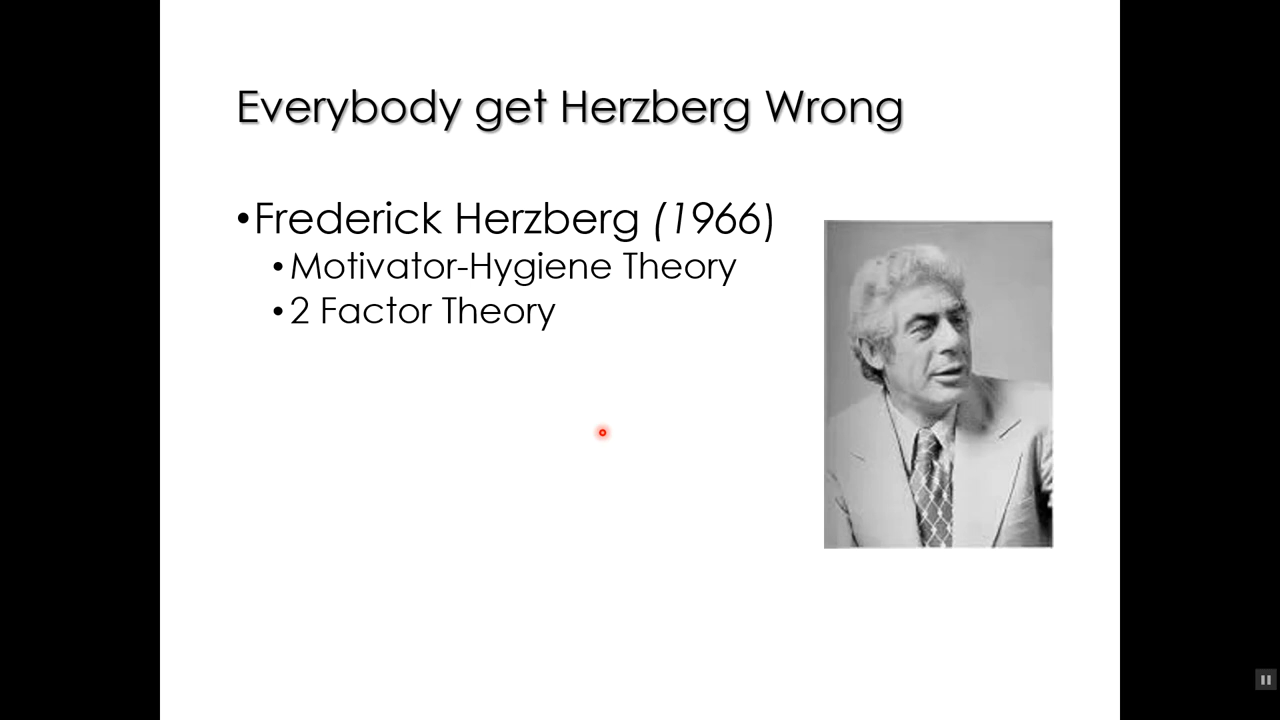 Everybody get Herzberg Wrong
•Frederick Herzberg (1966)
•Motivator-Hygiene Theory
•2 Factor Theory